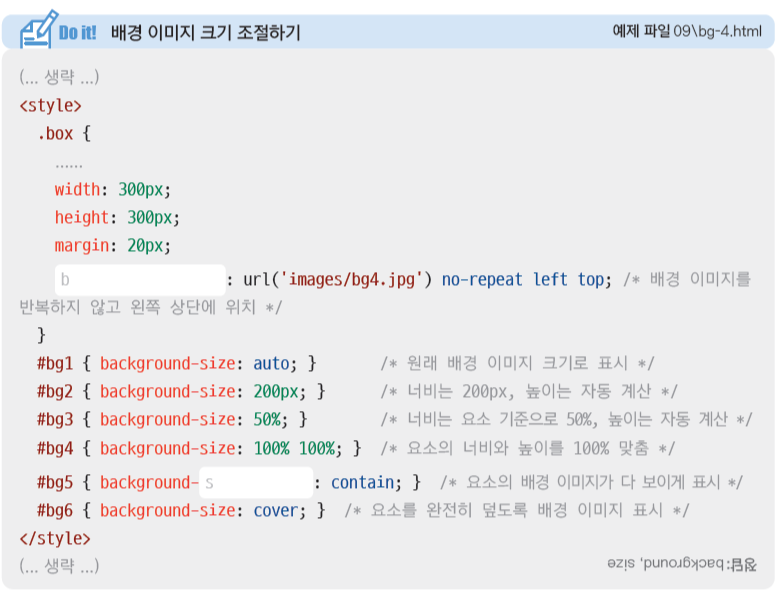 Do it! 배경 이미지 크기 조절하기 예제 파일 09\bg-4.html
(... 생략 ...)
<style>
.box {
......
width: 300px;
height: 300px;
margin: 20px;
b : url('images/bg4.jpg') no-repeat left top; /* 배경 이미지를
반복하지 않고 왼쪽 상단에 위치 */
}
#bg1 { background-size: auto; } /* 원래 배경 이미지 크기로 표시 */
#bg2 { background-size: 200px; } /* 너비는 200px, 높이는 자동 계산 */
#bg3 { background-size: 50%; } /* 너비는 요소 기준으로 50%, 높이는 자동 계산 */
#bg4 { background-size: 100% 100%; } /* 요소의 너비와 높이를 100% 맞춤 */
#bg5 { background-s : contain; } /* 요소의 배경 이미지가 다 보이게 표시 */
#bg6 { background-size: cover; } /* 요소를 완전히 덮도록 배경 이미지 표시 */
</style>
(... 생략 ...) 정답: background, size